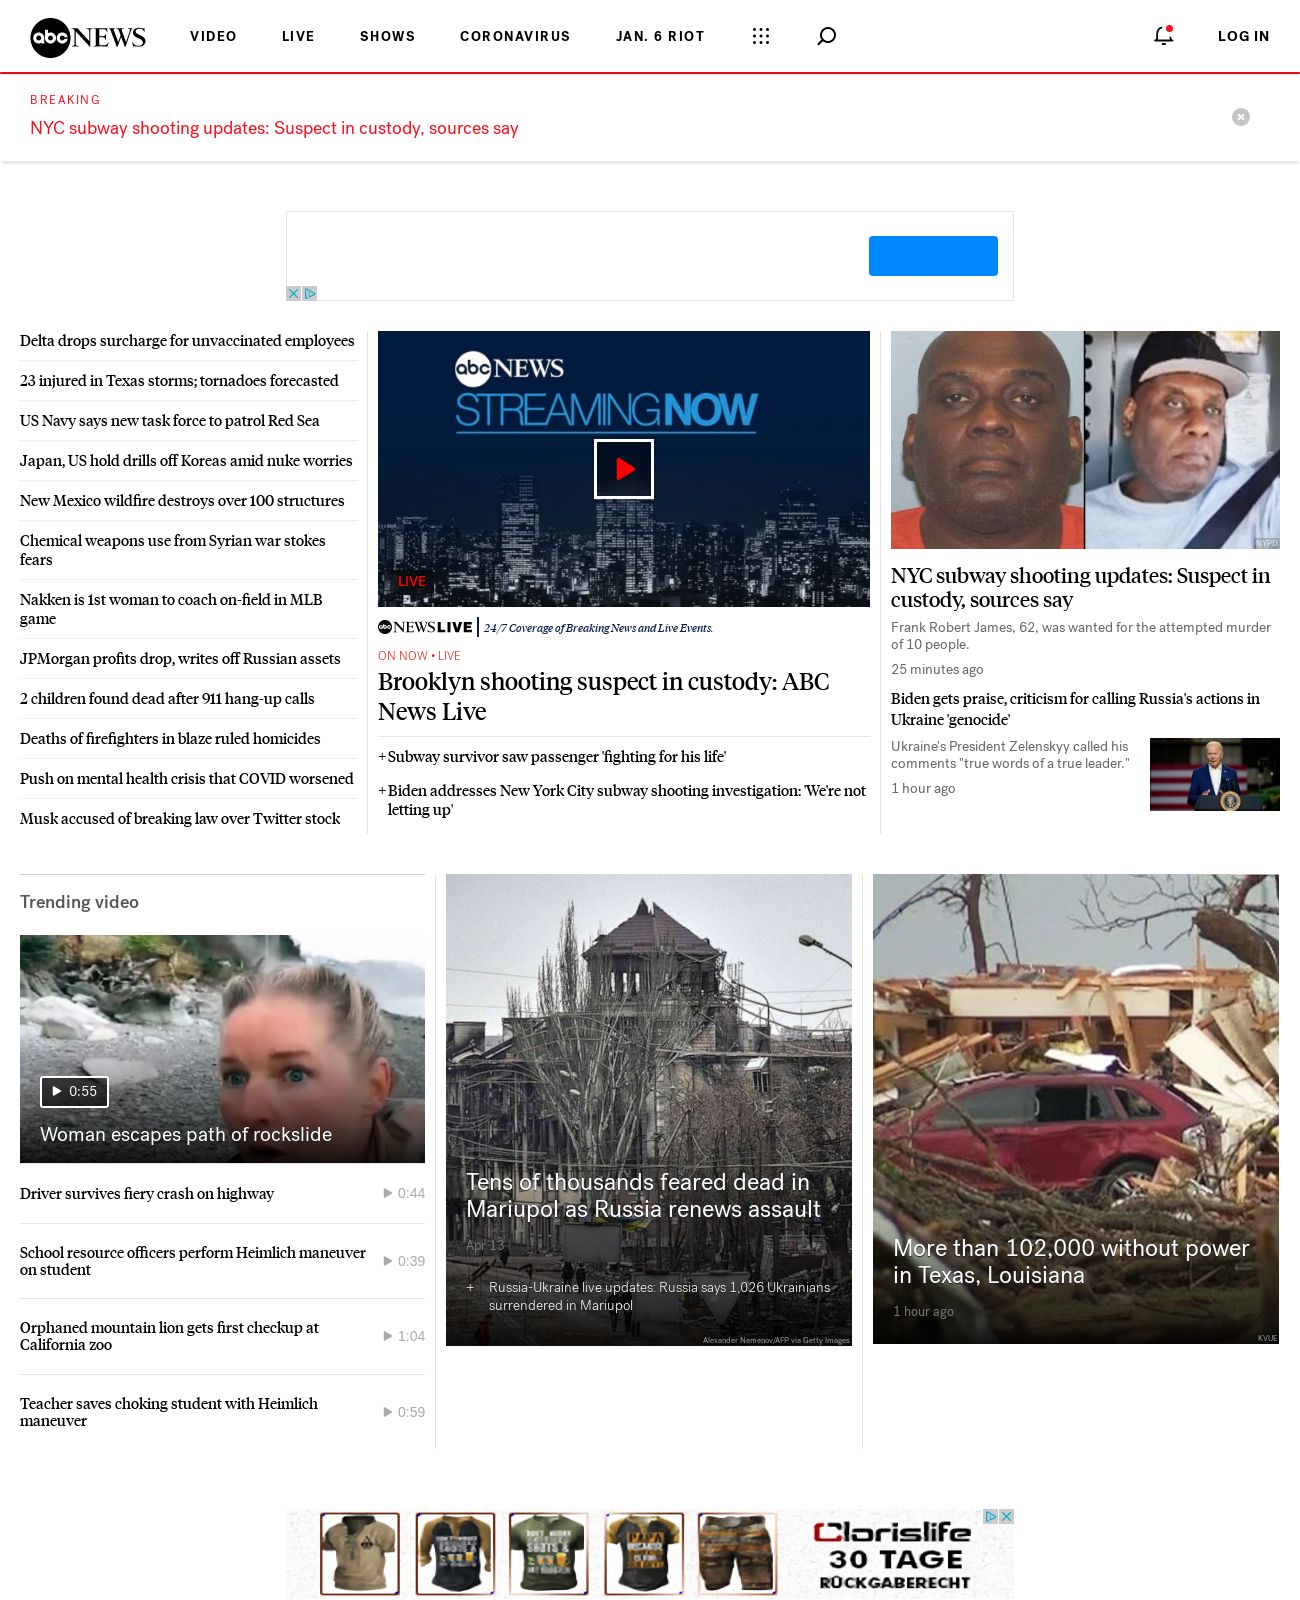 abc NEWS
VIDEO
LIVE
SHOWS
CORONAVIRUS
JAN. 6 RIOT
LOG IN
BREAKING
NYC subway shooting updates: Suspect in custody, sources say
Delta drops surcharge for unvaccinated employees
23 injured in Texas storms; tornadoes forecasted
US Navy says new task force to patrol Red Sea
Japan, US hold drills off Koreas amid nuke worries
New Mexico wildfire destroys over 100 structures
Chemical weapons use from Syrian war stokes
fears
Nakken is 1st woman to coach on-field in MLB
game
JPMorgan profits drop, writes off Russian assets
2 children found dead after 911 hang-up calls
Deaths of firefighters in blaze ruled homicides
Push on mental health crisis that COVID worsened
Musk accused of breaking law over Twitter stock
abc NEWS
STREAMING NOW
LIVE
abc NEWS LIVE 24/7 Coverage of Breaking News and Live Events.
ON NOW • LIVE
Brooklyn shooting suspect in custody: ABC
News Live
+ Subway survivor saw passenger 'fighting for his life'
+ Biden addresses New York City subway shooting investigation: 'We're not
letting up'
NYPD
NYC subway shooting updates: Suspect in
custody, sources say
Frank Robert James, 62, was wanted for the attempted murder
of 10 people.
25 minutes ago
Biden gets praise, criticism for calling Russia's actions in
Ukraine 'genocide'
Ukraine's President Zelenskyy called his
comments "true words of a true leader."
1 hour ago
Trending video
0:55
Woman escapes path of rockslide
Driver survives fiery crash on highway
0:44
School resource officers perform Heimlich maneuver
on student
0:39
Orphaned mountain lion gets first checkup at
California zoo
1:04
Teacher saves choking student with Heimlich
maneuver
0:59
Tens of thousands feared dead in
Mariupol as Russia renews assault
Apr 13
+ Russia-Ukraine live updates: Russia says 1,026 Ukrainians
surrendered in Mariupol
Alexander Nemenov/AFP via Getty Images
More than 102,000 without power
in Texas, Louisiana
1 hour ago
KVUE
Clorislife
30 TAGE
RÜCKGABERECHT